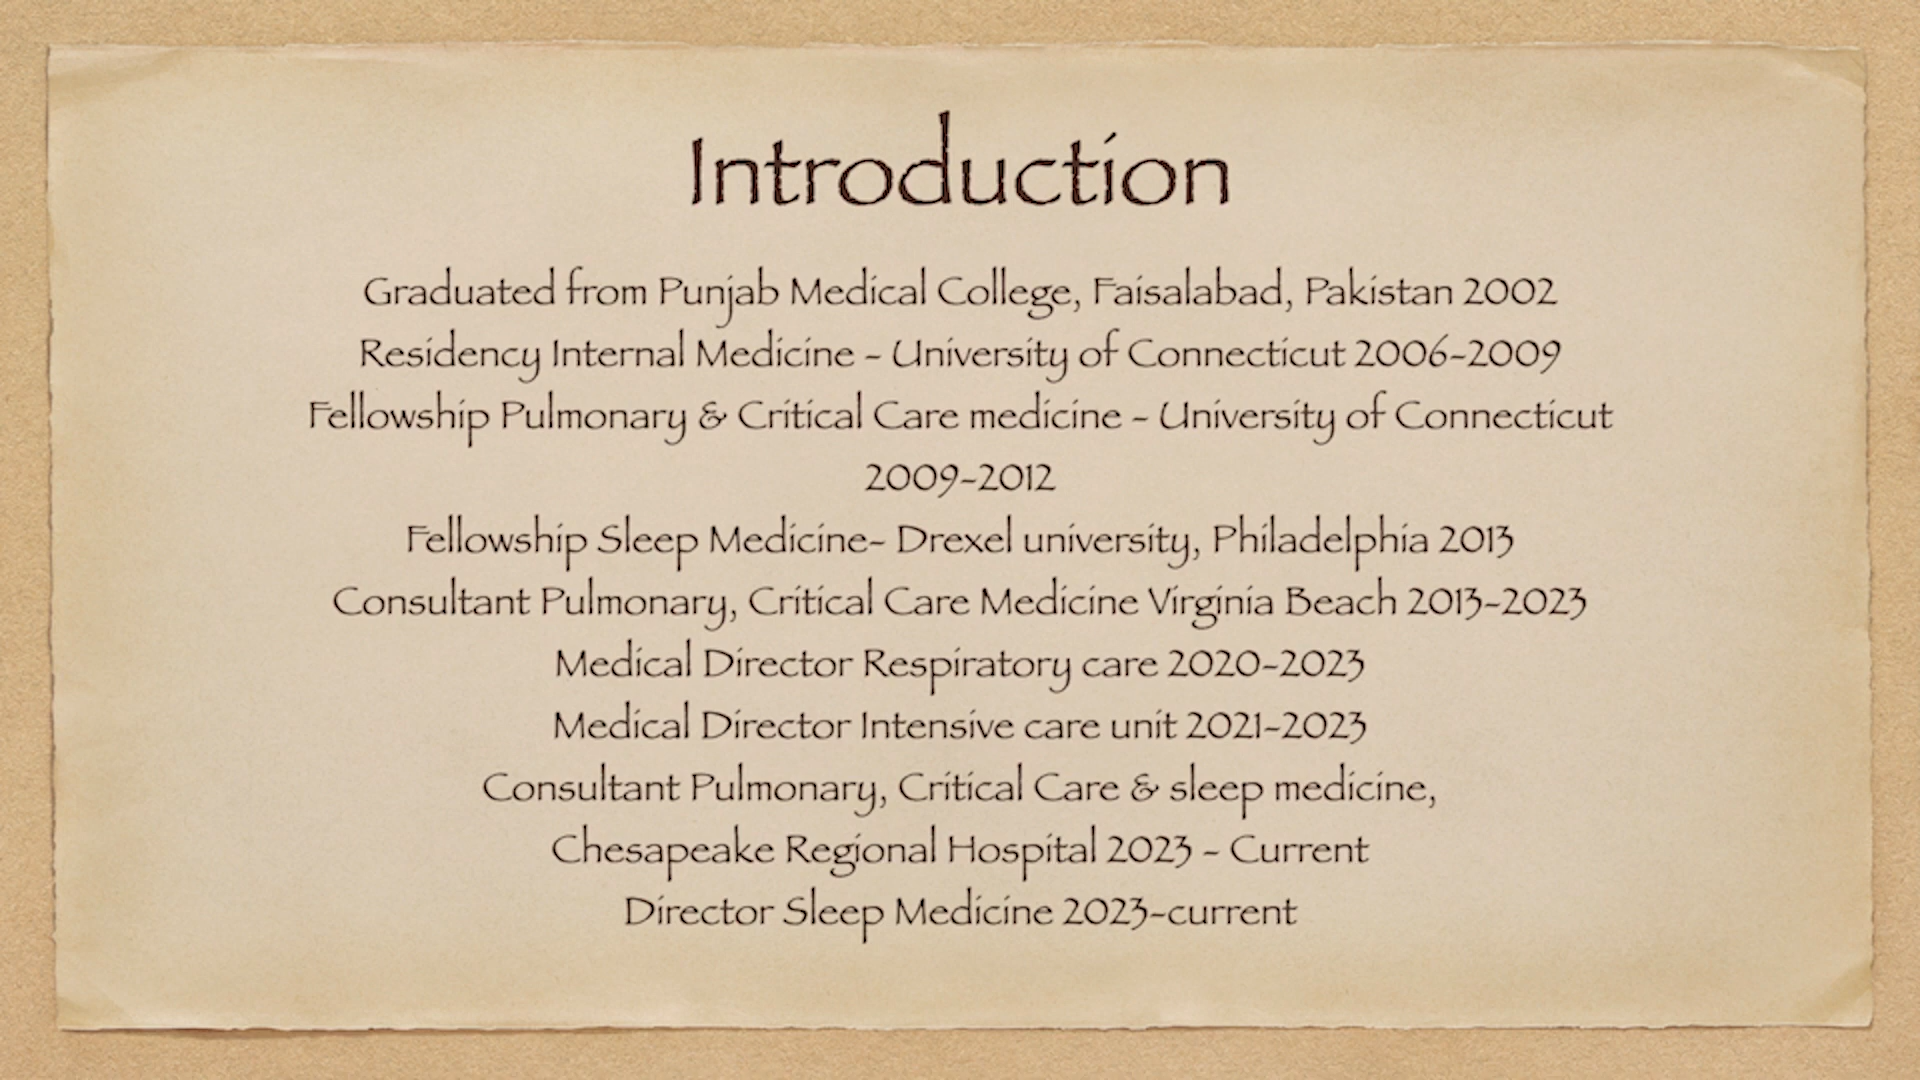 Introduction
Graduated from Punjab Medical College, Faisalabad, Pakistan 2002
Residency Internal Medicine - University of Connecticut 2006-2009
Fellowship Pulmonary & Critical Care medicine - University of Connecticut
2009-2012
Fellowship Sleep Medicine- Drexel university, Philadelphia 2013
Consultant Pulmonary, Critical Care Medicine Virginia Beach 2013-2023
Medical Director Respiratory care 2020-2023
Medical Director Intensive care unit 2021-2023
Consultant Pulmonary, Critical Care & sleep medicine,
Chesapeake Regional Hospital 2023 - Current
Director Sleep Medicine 2023-current